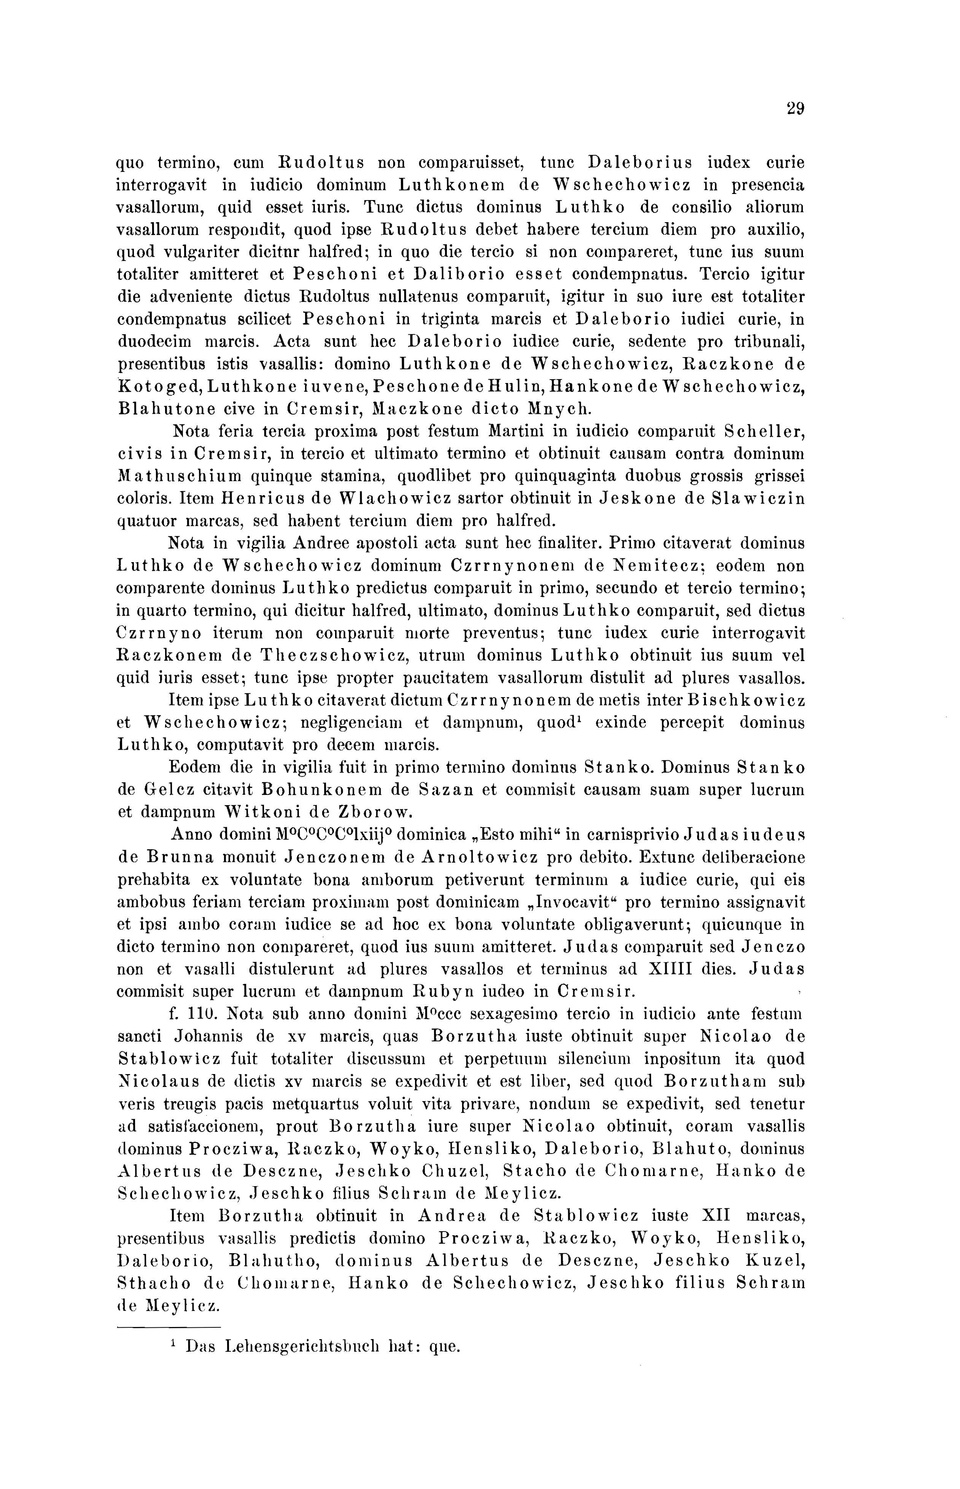 29
quo termino, cum Rudoltus non comparuisset, tunc Daleborius iudex curie
interrogavit in iudicio dominum Luthkonem de Wschechowicz in presencia
vasallorum, quid esset iuris. Tunc dictus dominus Luthko de consilio aliorum
vasallorum respondit, quod ipse Rudoltus debet habere tercium diem pro auxilio,
quod vulgariter dicitnr halfred; in quo die tercio si non compareret, tunc ius suum
totaliter amitteret et Peschoni et Daliborio esset condempnatus. Tercio igitur
die adveniente dictus Rudoltus nullatenus comparuit, igitur in suo iure est totaliter
condempnatus scilicet Peschoni in triginta marcis et Daleborio iudici curie, in
duodecim marcis. Acta sunt hec Daleborio iudice curie, sedente pro tribunali,
presentibus istis vasallis: domino Luthkone de Wschechowicz, Raczkone de
Kotoged, Luthkone iuvene, Peschone de Hulin, Hankone de Wschechowicz,
Blahutone cive in Cremsir, Maczkone dicto Mnych.
Nota feria tercia proxima post festum Martini in iudicio comparuit Scheller,
civis in Cremsir, in tercio et ultimato termino et obtinuit causam contra dominum
Mathuschium quinque stamina, quodlibet pro quinquaginta duobus grossis grissei
coloris. Item Henricus de Wlachowicz sartor obtinuit in Jeskone de Slawiczin
quatuor marcas, sed habent tercium diem pro halfred.
Nota in vigilia Andree apostoli acta sunt hec finaliter. Primo citaverat dominus
Luthko de Wschechowicz dominum Czrrnynonem de Nemitecz; eodem non
comparente dominus Luthko predictus comparuit in primo, secundo et tercio termino;
in quarto termino, qui dicitur halfred, ultimato, dominus Luthko comparuit, sed dictus
Czrrnyno iterum non comparuit morte preventus; tunc iudex curie interrogavit
Raczkonem de Theczschowicz, utrum dominus Luthko obtinuit ius suum vel
quid iuris esset; tunc ipse propter paucitatem vasallorum distulit ad plures vasallos.
Item ipse Luthko citaverat dictum Czrrnynonem de metis inter Bischkowicz
et Wschechowicz; negligenciam et dampnum, quod¹ exinde percepit dominus
Luthko, computavit pro decem marcis.
Eodem die in vigilia fuit in primo termino dominus Stanko. Dominus Stanko
de Gelcz citavit Bohunkonem de Sazan et commisit causam suam super lucrum
et dampnum Witkoni de Zborow.
Anno domini M⁰C⁰C⁰C⁰lxiij⁰ dominica „Esto mihi“ in carnisprivio Judas iudeus
de Brunna monuit Jenczonem de Arnoltowicz pro debito. Extunc deliberacione
prehabita ex voluntate bona amborum petiverunt terminum a iudice curie, qui eis
ambobus feriam terciam proximam post dominicam „Invocavit“ pro termino assignavit
et ipsi ambo coram iudice se ad hoc ex bona voluntate obligaverunt; quicunque in
dicto termino non compareret, quod ius suum amitteret. Judas comparuit sed Jenczo
non et vasalli distulerunt ad plures vasallos et terminus ad XIIII dies. Judas
commisit super lucrum et dampnum Rubyn iudeo in Cremsir.
f. 110. Nota sub anno domini M⁰ccc sexagesimo tercio in iudicio ante festum
sancti Johannis de xv marcis, quas Borzutha iuste obtinuit super Nicolao de
Stablowicz fuit totaliter discussum et perpetuum silencium inpositum ita quod
Nicolaus de dictis xv marcis se expedivit et est liber, sed quod Borzutham sub
veris treugis pacis metquartus voluit vita privare, nondum se expedivit, sed tenetur
ad satisfaccionem, prout Borzutha iure super Nicolao obtinuit, coram vasallis
dominus Procziwa, Raczko, Woyko, Hensliko, Daleborio, Blahuto, dominus
Albertus de Desczne, Jeschko Chuzel, Stacho de Chomarne, Hanko de
Schechowicz, Jeschko filius Schram de Meylicz.
Item Borzutha obtinuit in Andrea de Stablowicz iuste XII marcas,
presentibus vasallis predictis domino Procziwa, Raczko, Woyko, Hensliko,
Daleborio, Blahutho, dominus Albertus de Desczne, Jeschko Kuzel,
Sthacho de Chomarne, Hanko de Schechowicz, Jeschko filius Schram
de Meylicz.
¹ Das Lehensgerichtsbuch hat: que.